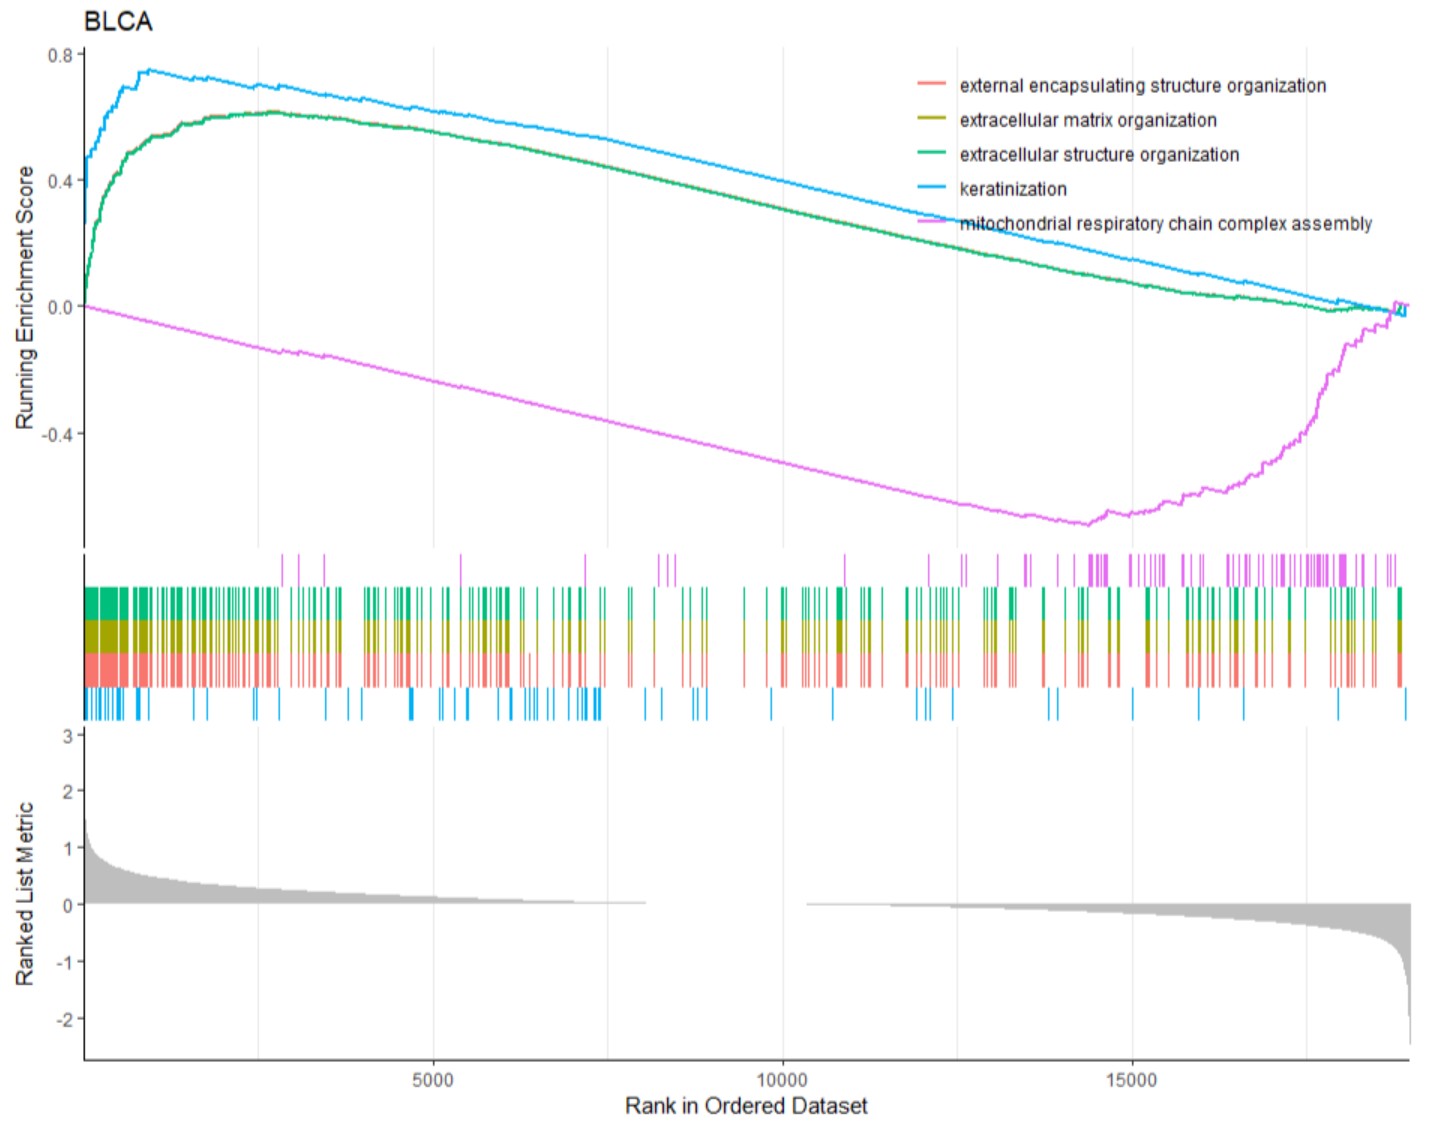 BLCA
Running Enrichment Score
0.8
0.4
0.0
-0.4
external encapsulating structure organization
extracellular matrix organization
extracellular structure organization
keratinization
mitochondrial respiratory chain complex assembly
Ranked List Metric
3
2
1
0
-1
-2
5000 10000 15000
Rank in Ordered Dataset